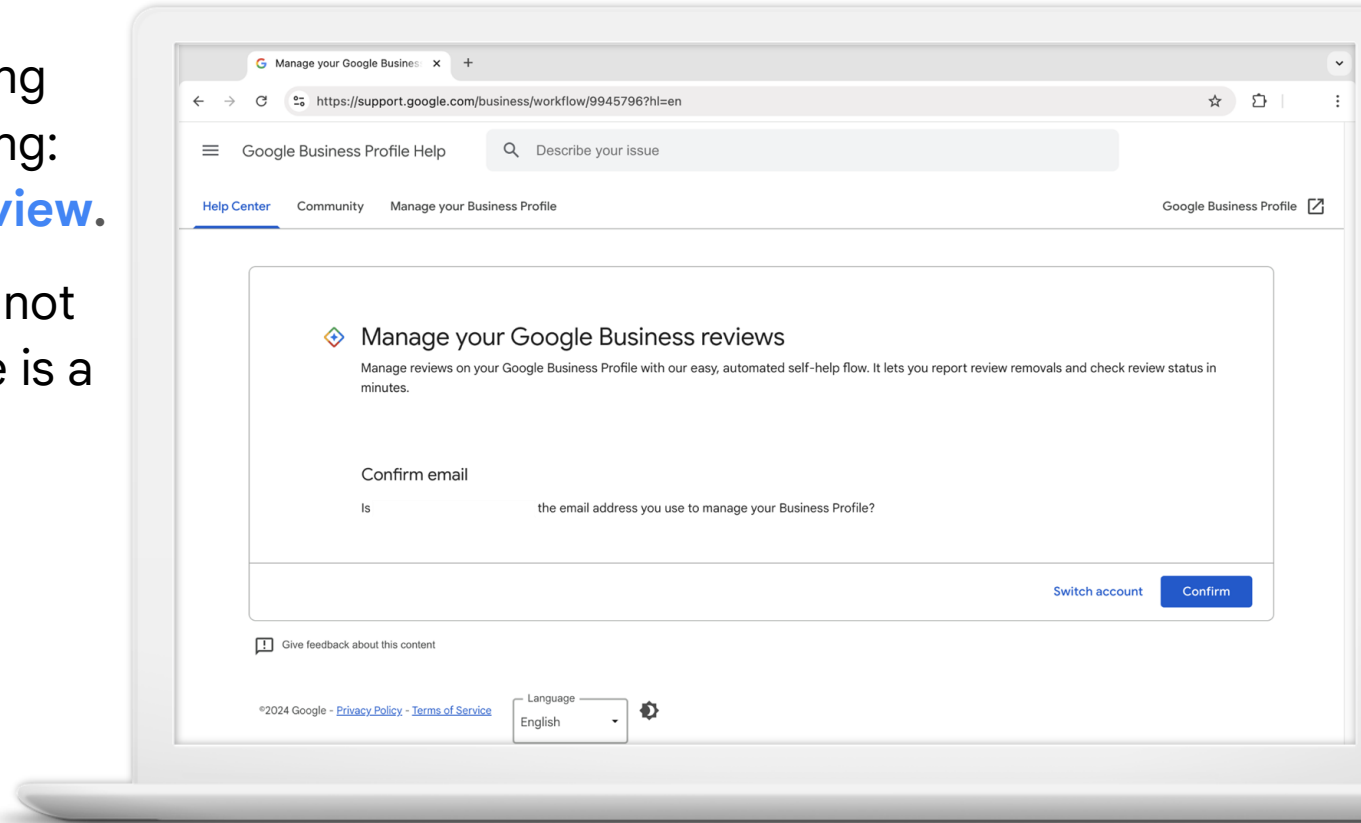 ng
ng:
view.
not
e is a
Manage your Google Busines
https://support.google.com/business/workflow/9945796?hl=en
Google Business Profile Help
Describe your issue
Help Center Community Manage your Business Profile Google Business Profile
Manage your Google Business reviews
Manage reviews on your Google Business Profile with our easy, automated self-help flow. It lets you report review removals and check review status in
minutes.
Confirm email
Is the email address you use to manage your Business Profile?
Switch account Confirm
Give feedback about this content
©2024 Google - Privacy Policy - Terms of Service
Language
English